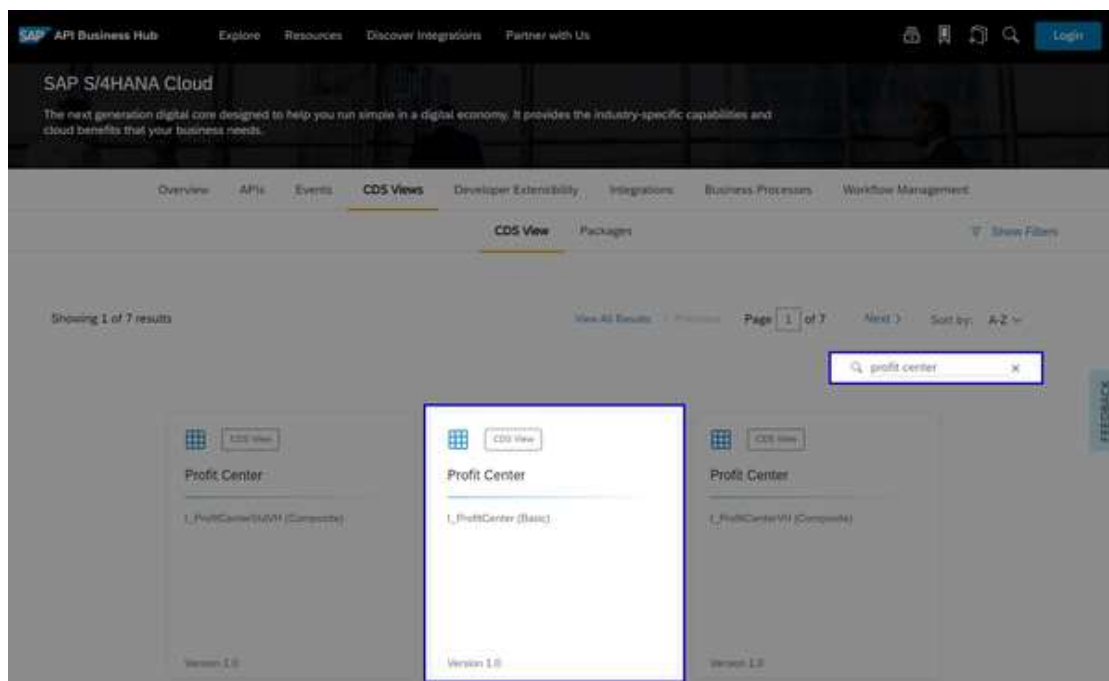 SAP API Business Hub Explore Resources Discover Integrations Partner with Us Login
SAP S/4HANA Cloud
The next generation digital core designed to help you run simple in a digital economy. It provides the industry-specific capabilities and
cloud benefits that your business needs.
Overview APIs Events CDS Views Developer Extensibility Integrations Business Processes Workflow Management
CDS View Packages Show Filters
Showing 1 of 7 results View All Results < Previous Page 1 of 7 Next > Sort by: A-Z
profit center ×
FEEDBACK
CDS View CDS View CDS View
Profit Center Profit Center Profit Center
I_ProfitCenterStdVH (Composite) I_ProfitCenter (Basic) I_ProfitCenterVH (Composite)
Version 1.0 Version 1.0 Version 1.0